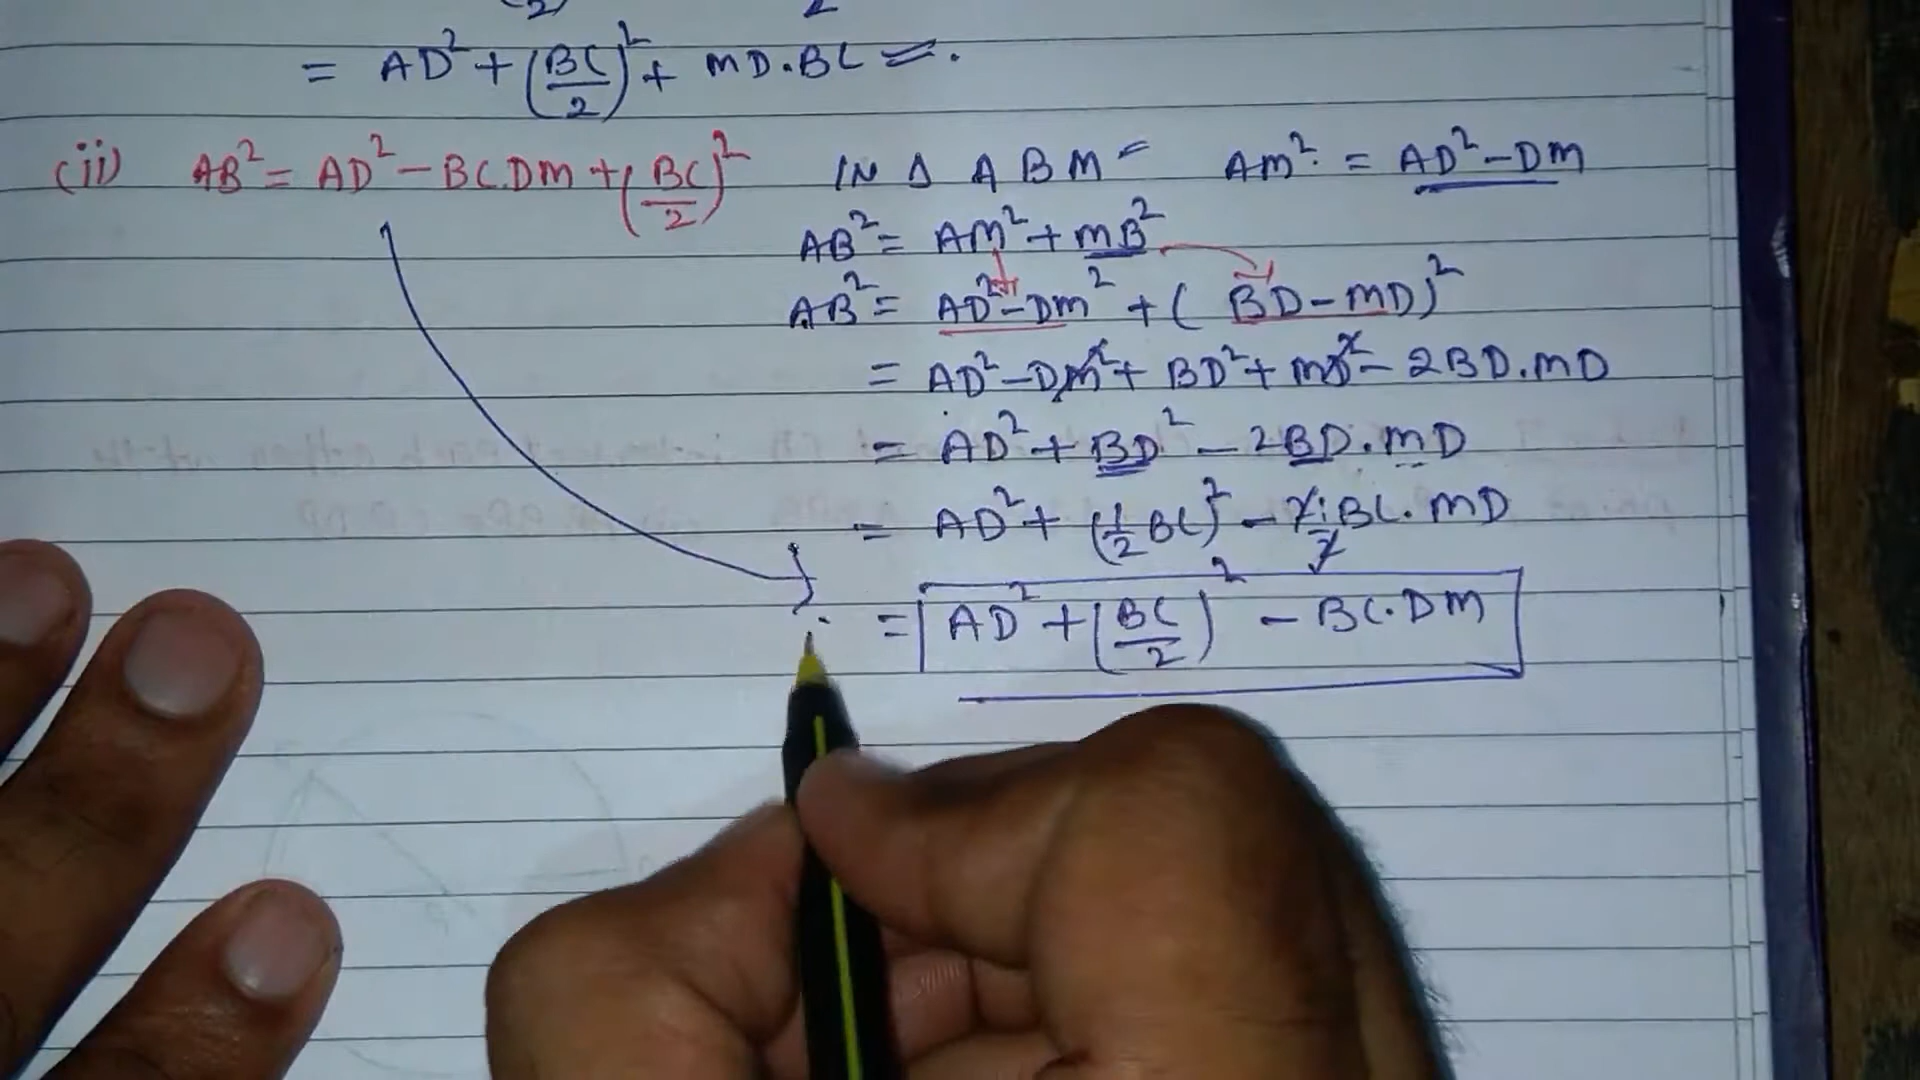 = AD² + (BC/2)² + MD.BC =.
(ii) AB² = AD² - BC.DM + (BC/2)²
IN Δ ABM =
AM² = AD² - DM
AB² = AM² + MB²
AB² = AD² - DM² + (BD - MD)²
= AD² - DM² + BD² + MD² - 2BD.MD
= AD² + BD² - 2BD.MD
= AD² + (1/2 BC)² - 2 1/2 BC.MD
= AD² + (BC/2)² - BC.DM